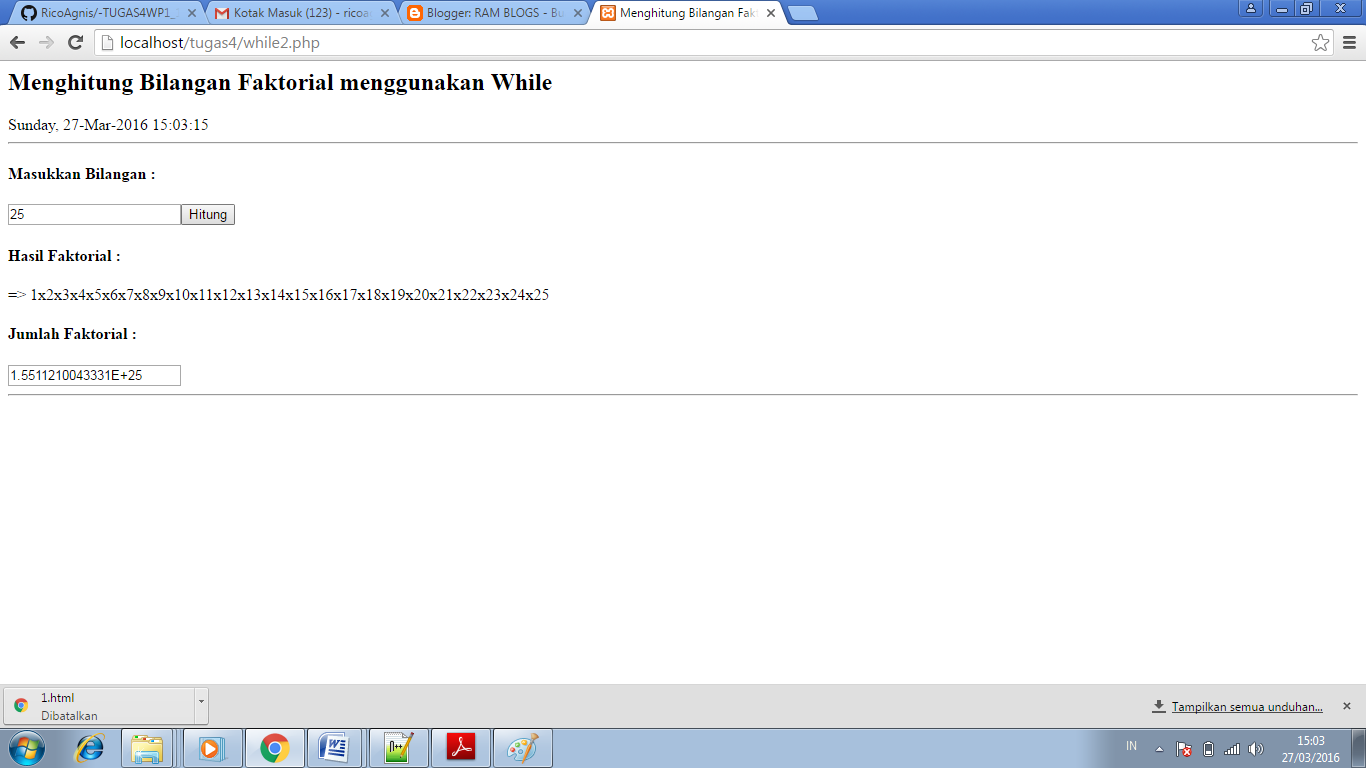 RicoAgnis/-TUGAS4WP1_
Kotak Masuk (123) - ricoa
Blogger: RAM BLOGS - Bu
Menghitung Bilangan Fak
localhost/tugas4/while2.php
Menghitung Bilangan Faktorial menggunakan While
Sunday, 27-Mar-2016 15:03:15
Masukkan Bilangan :
25 Hitung
Hasil Faktorial :
=> 1x2x3x4x5x6x7x8x9x10x11x12x13x14x15x16x17x18x19x20x21x22x23x24x25
Jumlah Faktorial :
1.5511210043331E+25
1.html
Dibatalkan
Tampilkan semua unduhan...
IN
15:03
27/03/2016